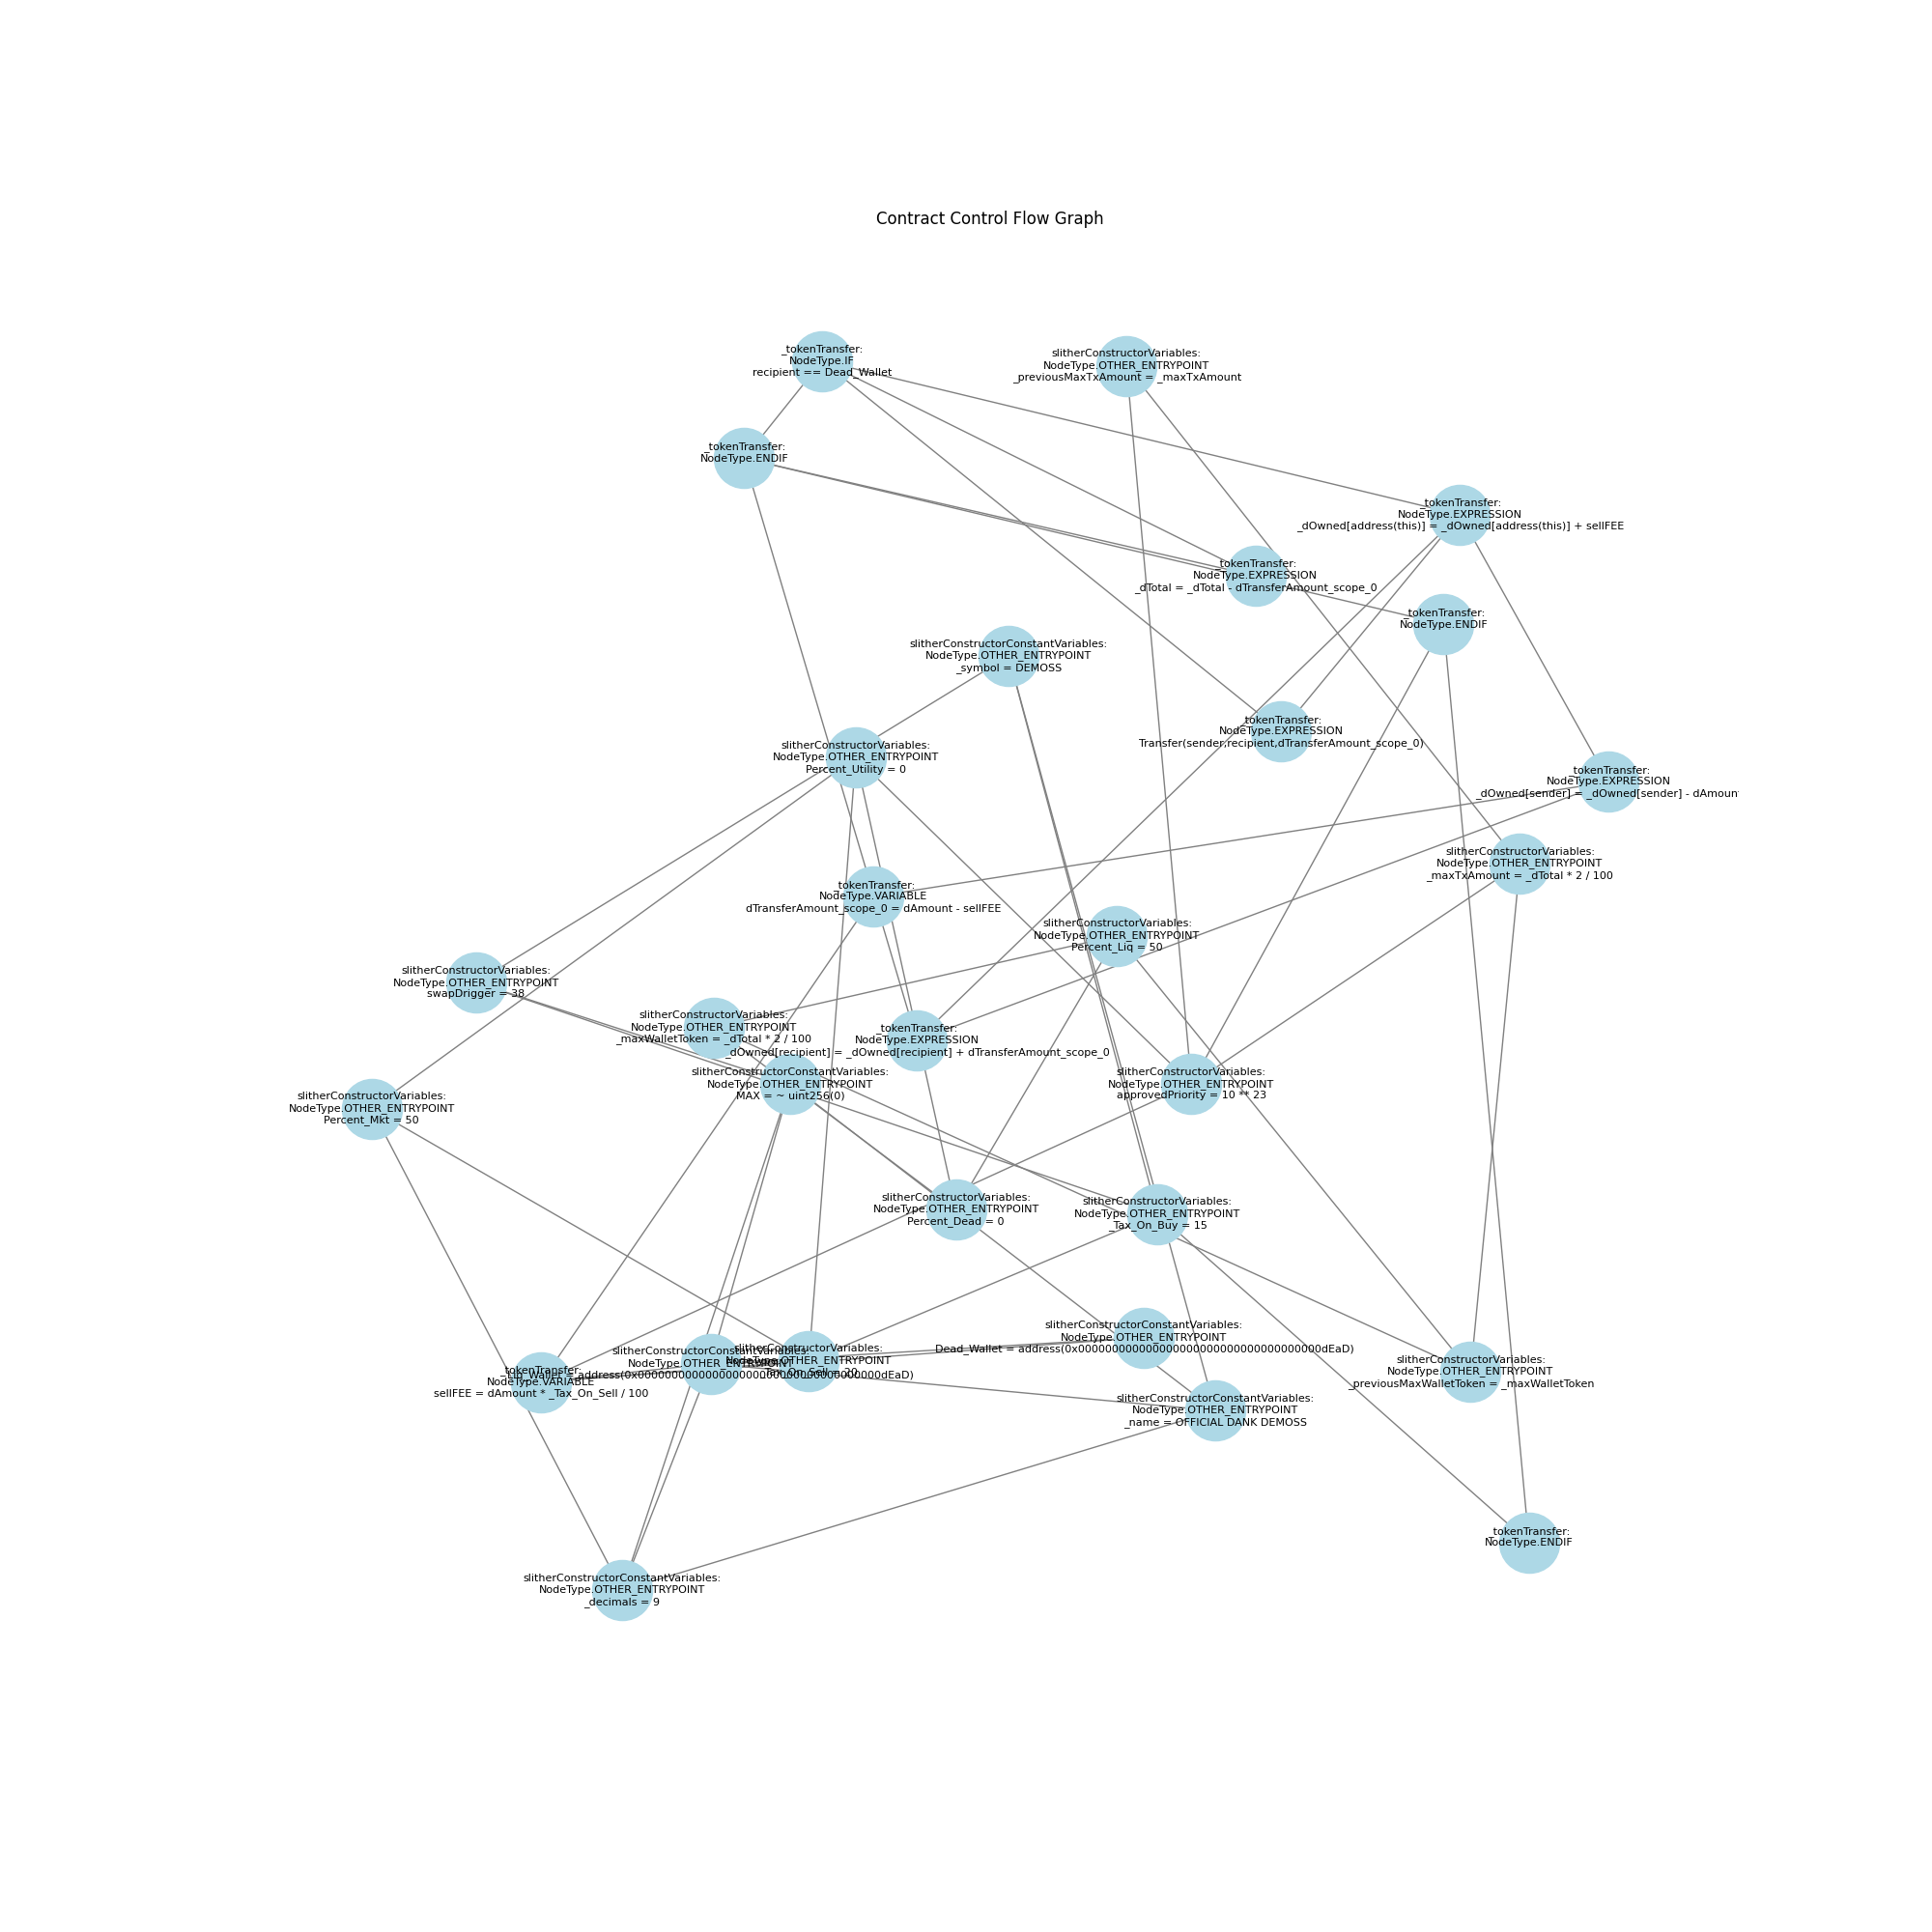 Contract Control Flow Graph
_tokenTransfer:
NodeType.IF
recipient == Dead_Wallet
slitherConstructorVariables:
NodeType.OTHER_ENTRYPOINT
_previousMaxTxAmount = _maxTxAmount
_tokenTransfer:
NodeType.ENDIF
_tokenTransfer:
NodeType.EXPRESSION
_dOwned[address(this)] = _dOwned[address(this)] + sellFEE
_tokenTransfer:
NodeType.EXPRESSION
_dTotal = _dTotal - dTransferAmount_scope_0
_tokenTransfer:
NodeType.ENDIF
slitherConstructorConstantVariables:
NodeType.OTHER_ENTRYPOINT
_symbol = DEMOSS
_tokenTransfer:
NodeType.EXPRESSION
Transfer(sender,recipient,dTransferAmount_scope_0)
slitherConstructorVariables:
NodeType.OTHER_ENTRYPOINT
Percent_Utility = 0
_tokenTransfer:
NodeType.EXPRESSION
_dOwned[sender] = _dOwned[sender] - dAmoun
slitherConstructorVariables:
NodeType.OTHER_ENTRYPOINT
_maxTxAmount = _dTotal * 2 / 100
_tokenTransfer:
NodeType.VARIABLE
dTransferAmount_scope_0 = dAmount - sellFEE
slitherConstructorVariables:
NodeType.OTHER_ENTRYPOINT
Percent_Liq = 50
slitherConstructorVariables:
NodeType.OTHER_ENTRYPOINT
swapDrigger = 38
slitherConstructorVariables:
NodeType.OTHER_ENTRYPOINT
_maxWalletToken = _dTotal * 2 / 100
_tokenTransfer:
NodeType.EXPRESSION
_dOwned[recipient] = _dOwned[recipient] + dTransferAmount_scope_0
slitherConstructorConstantVariables:
NodeType.OTHER_ENTRYPOINT
MAX = ~ uint256(0)
slitherConstructorVariables:
NodeType.OTHER_ENTRYPOINT
approvedPriority = 10 ** 23
slitherConstructorVariables:
NodeType.OTHER_ENTRYPOINT
Percent_Mkt = 50
slitherConstructorVariables:
NodeType.OTHER_ENTRYPOINT
Percent_Dead = 0
slitherConstructorVariables:
NodeType.OTHER_ENTRYPOINT
_Tax_On_Buy = 15
slitherConstructorConstantVariables:
NodeType.OTHER_ENTRYPOINT
Dead_Wallet = address(0x000000000000000000000000000000000000dEaD)
slitherConstructorConstantVariables:
NodeType.OTHER_ENTRYPOINT
slitherConstructorVariables:
NodeType.OTHER_ENTRYPOINT
_Tax_On_Sell = 20
_tokenTransfer:
NodeType.VARIABLE
sellFEE = dAmount * _Tax_On_Sell / 100
slitherConstructorVariables:
NodeType.OTHER_ENTRYPOINT
_previousMaxWalletToken = _maxWalletToken
slitherConstructorConstantVariables:
NodeType.OTHER_ENTRYPOINT
_name = OFFICIAL DANK DEMOSS
_tokenTransfer:
NodeType.ENDIF
slitherConstructorConstantVariables:
NodeType.OTHER_ENTRYPOINT
_decimals = 9